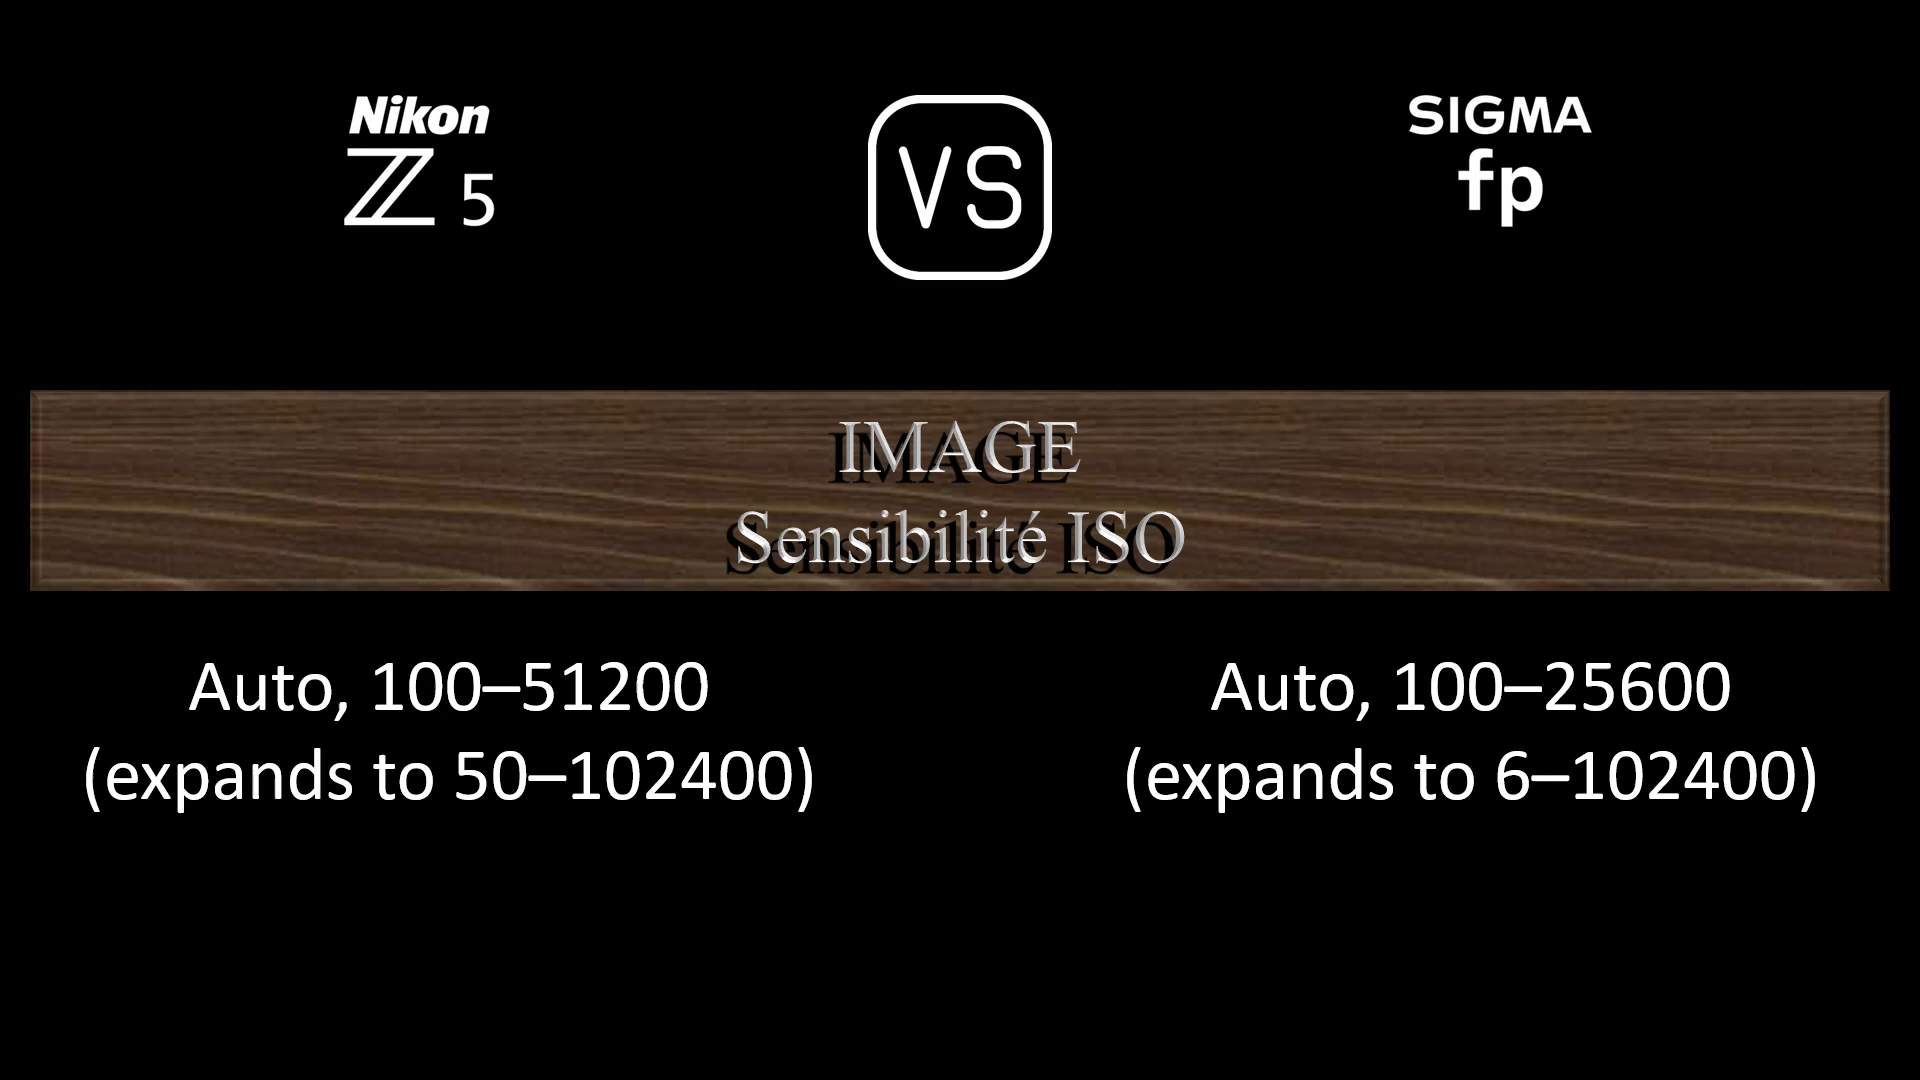 Nikon
Z 5
VS
SIGMA
fp
IMAGE
Sensibilité ISO
Auto, 100–51200
(expands to 50–102400)
Auto, 100–25600
(expands to 6–102400)